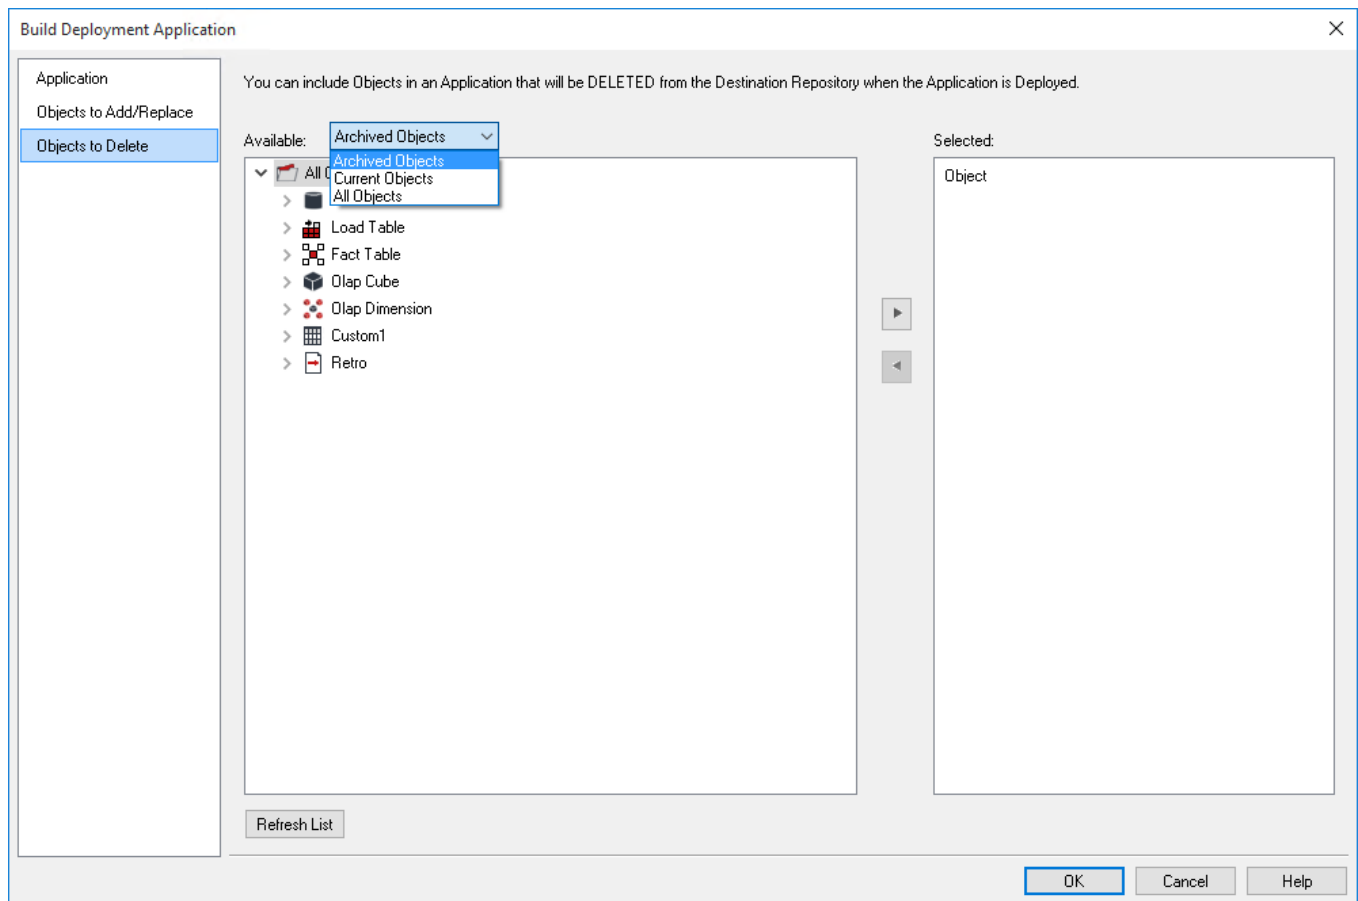 Build Deployment Application
Application
Objects to Add/Replace
Objects to Delete
You can include Objects in an Application that will be DELETED from the Destination Repository when the Application is Deployed.
Available:
Archived Objects
Archived Objects
Current Objects
All Objects
All
Load Table
Fact Table
Olap Cube
Olap Dimension
Custom1
Retro
Selected:
Object
Refresh List
OK Cancel Help